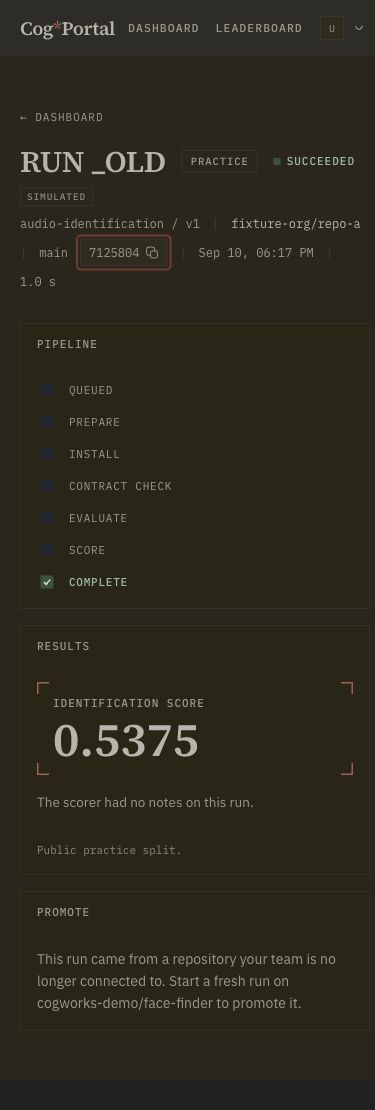 Cog*Portal DASHBOARD LEADERBOARD U
← DASHBOARD
RUN _OLD PRACTICE SUCCEEDED
SIMULATED
audio-identification / v1 | fixture-org/repo-a
| main 7125804 | Sep 10, 06:17 PM |
1.0 s
PIPELINE
QUEUED
PREPARE
INSTALL
CONTRACT CHECK
EVALUATE
SCORE
COMPLETE
RESULTS
IDENTIFICATION SCORE
0.5375
The scorer had no notes on this run.
Public practice split.
PROMOTE
This run came from a repository your team is no
longer connected to. Start a fresh run on
cogworks-demo/face-finder to promote it.